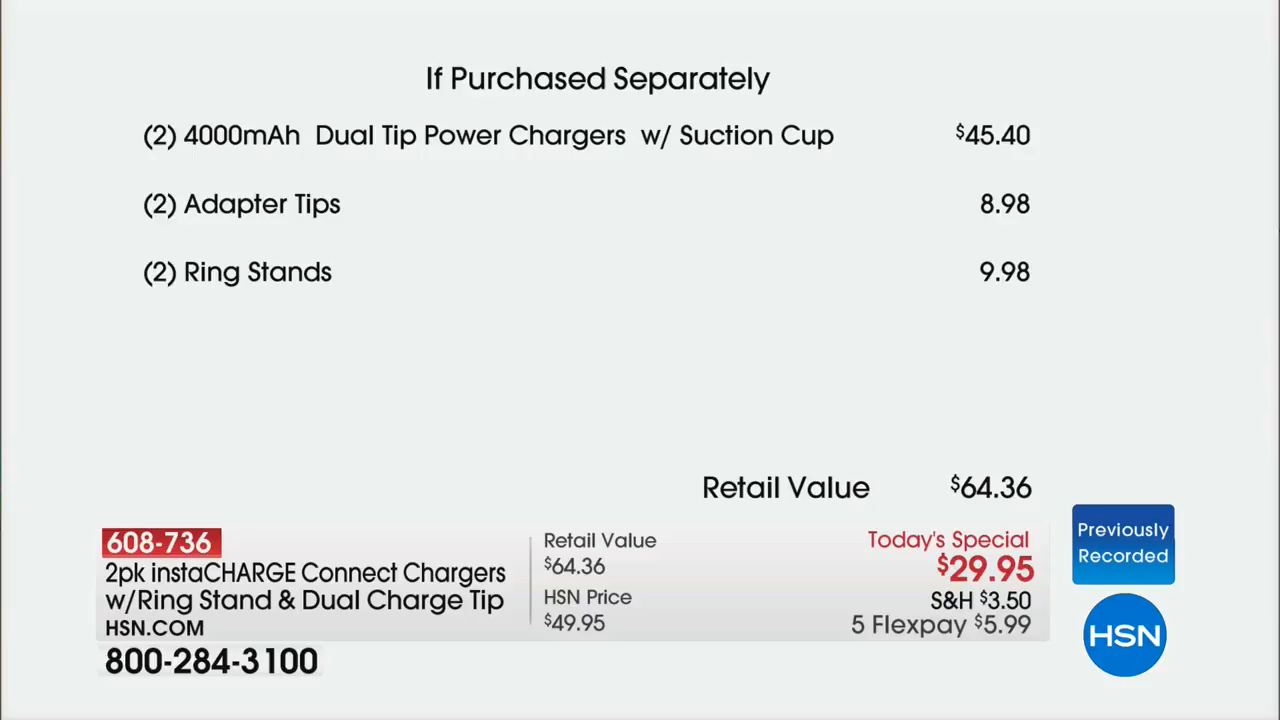 If Purchased Separately
(2) 4000mAh Dual Tip Power Chargers w/ Suction Cup $45.40
(2) Adapter Tips 8.98
(2) Ring Stands 9.98
Retail Value $64.36
608-736
2pk instaCHARGE Connect Chargers
w/Ring Stand & Dual Charge Tip
HSN.COM
800-284-3100
Retail Value
$64.36
HSN Price
$49.95
Today's Special
$29.95
S&H $3.50
5 Flexpay $5.99
Previously
Recorded
HSN